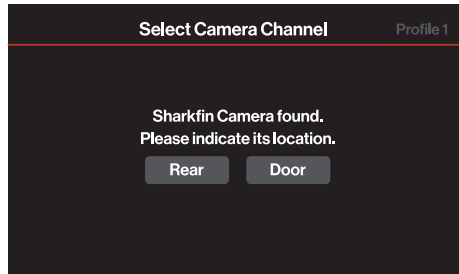 Select Camera Channel
Profile 1
Sharkfin Camera found.
Please indicate its location.
Rear
Door